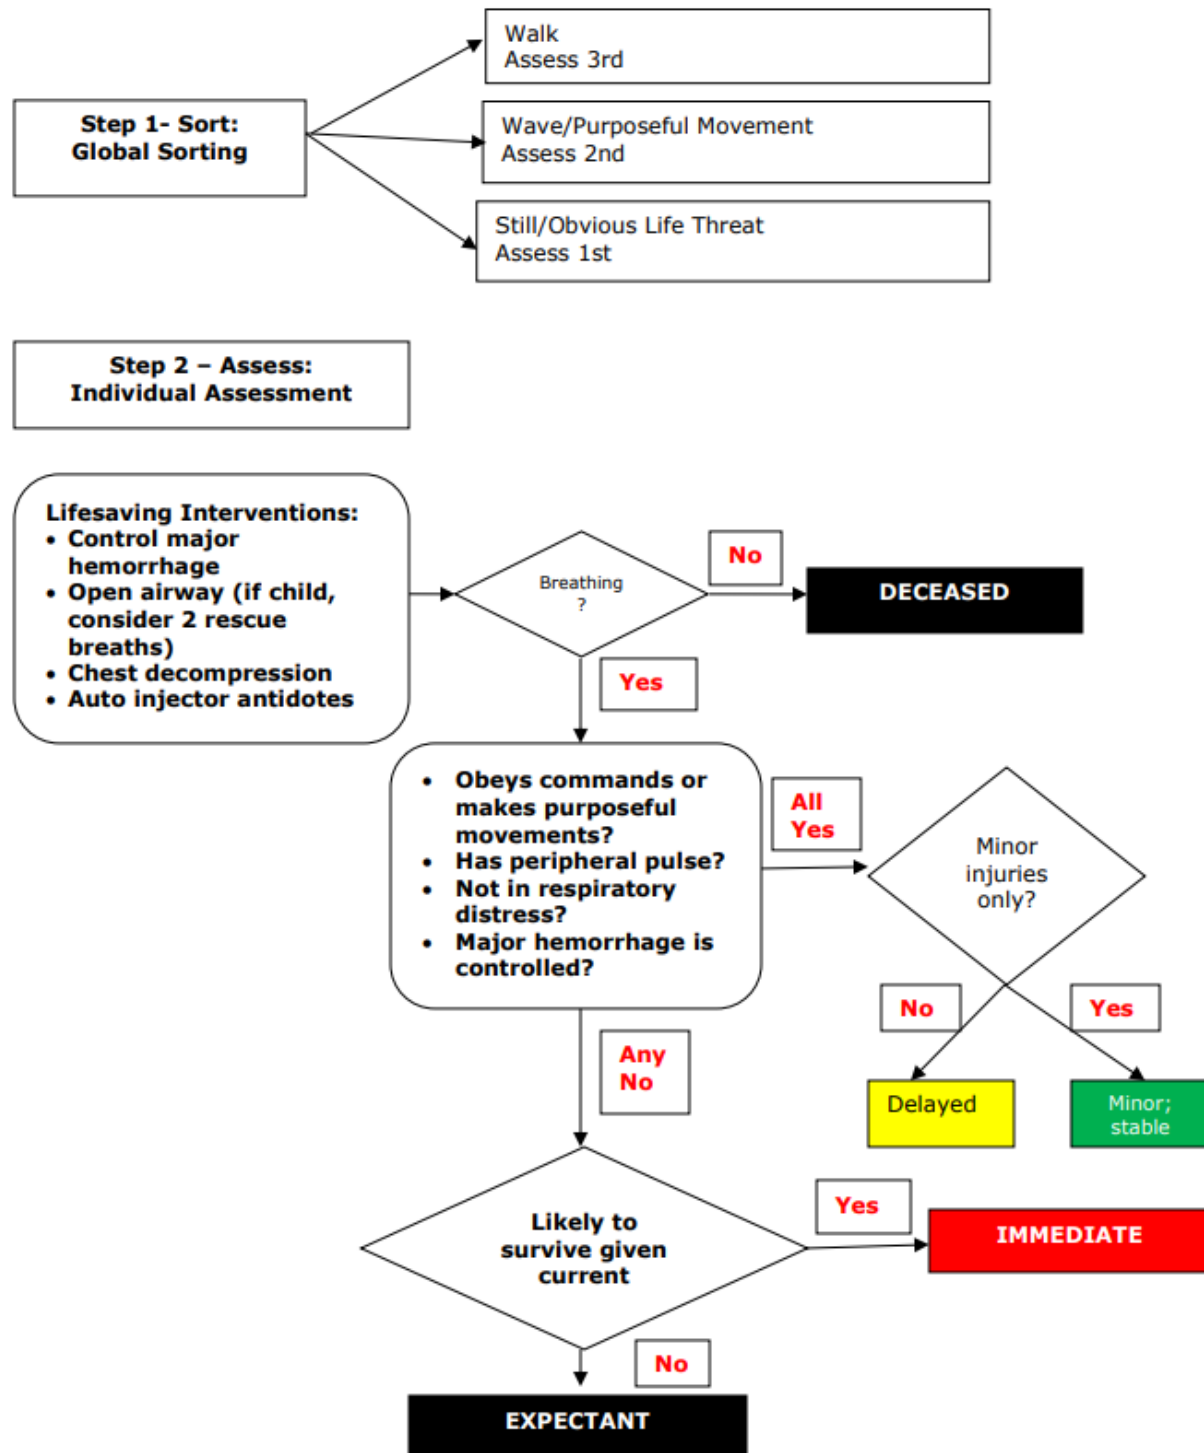 Walk
Assess 3rd
Step 1- Sort:
Global Sorting
Wave/Purposeful Movement
Assess 2nd
Still/Obvious Life Threat
Assess 1st
Step 2 – Assess:
Individual Assessment
Lifesaving Interventions:
• Control major
hemorrhage
• Open airway (if child,
consider 2 rescue
breaths)
• Chest decompression
• Auto injector antidotes
Breathing
?
No
DECEASED
Yes
• Obeys commands or
makes purposeful
movements?
• Has peripheral pulse?
• Not in respiratory
distress?
• Major hemorrhage is
controlled?
All
Yes
Minor
injuries
only?
No
Yes
Delayed
Minor;
stable
Any
No
Likely to
survive given
current
Yes
IMMEDIATE
No
EXPECTANT